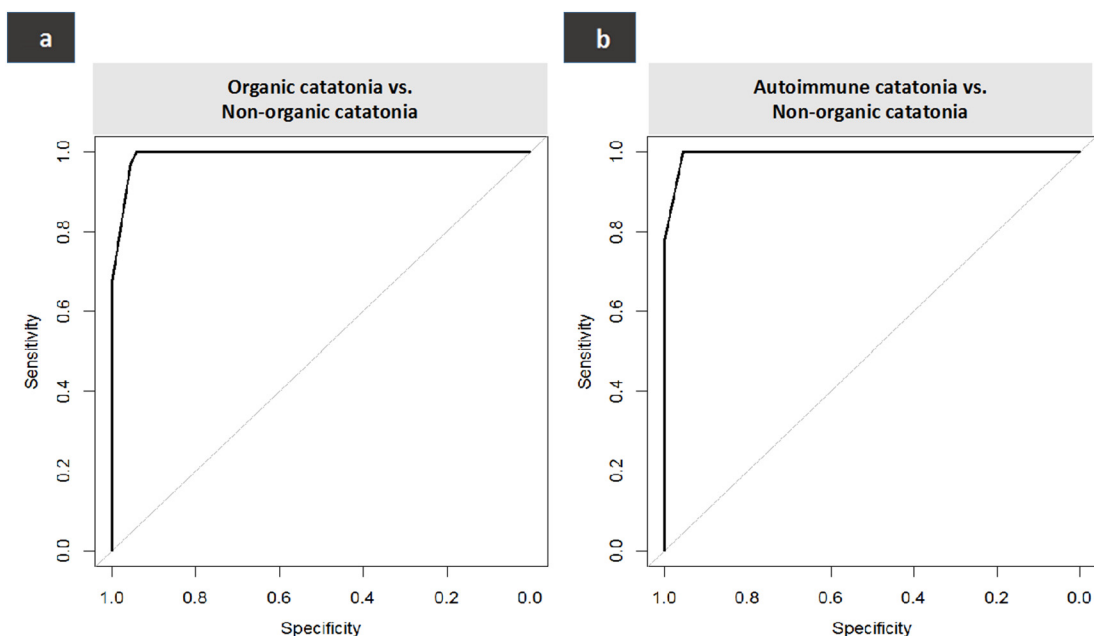 a
Organic catatonia vs.
Non-organic catatonia
1.0
0.8
0.6
0.4
0.2
0.0
Sensitivity
1.0 0.8 0.6 0.4 0.2 0.0
Specificity
b
Autoimmune catatonia vs.
Non-organic catatonia
1.0
0.8
0.6
0.4
0.2
0.0
Sensitivity
1.0 0.8 0.6 0.4 0.2 0.0
Specificity